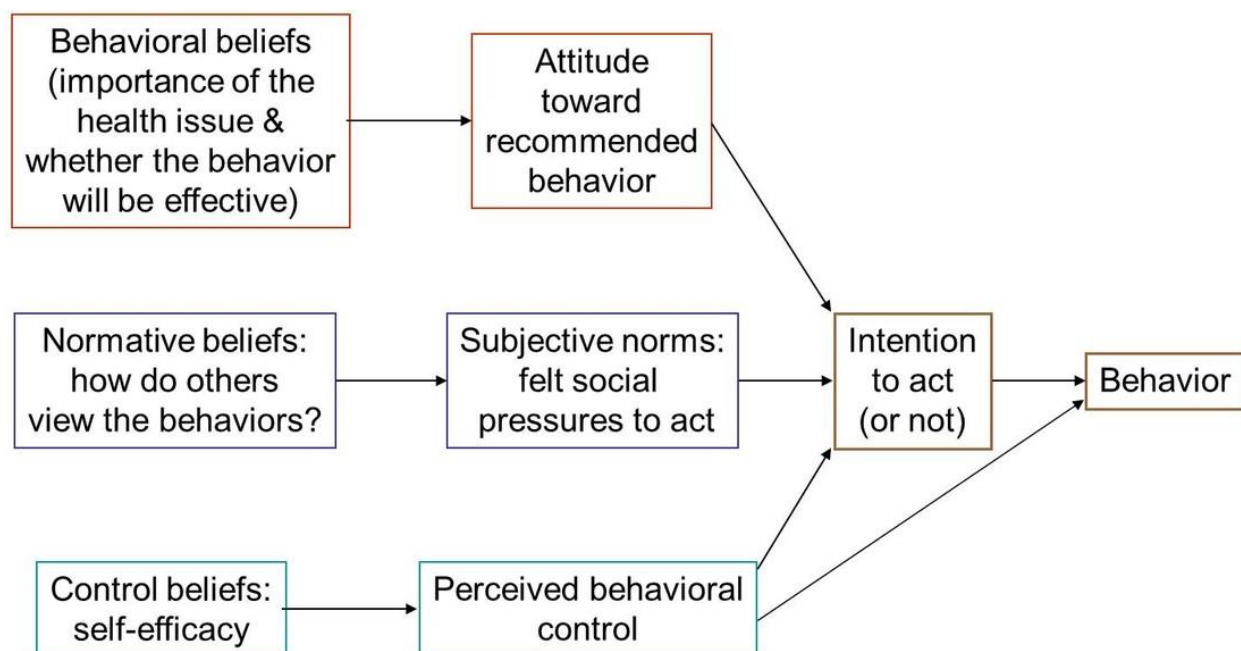 Behavioral beliefs
(importance of the
health issue &
whether the behavior
will be effective)
Attitude
toward
recommended
behavior
Normative beliefs:
how do others
view the behaviors?
Subjective norms:
felt social
pressures to act
Intention
to act
(or not)
Behavior
Control beliefs:
self-efficacy
Perceived behavioral
control